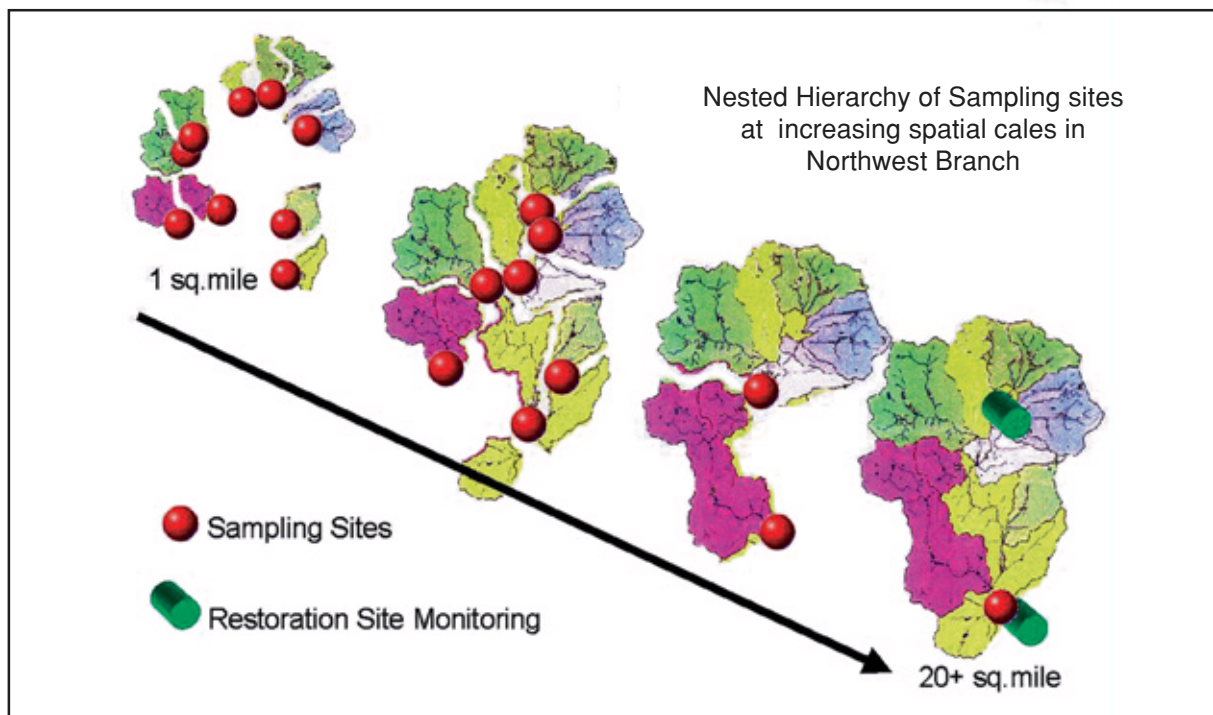 Nested Hierarchy of Sampling sites
at increasing spatial cales in
Northwest Branch
1 sq.mile
Sampling Sites
Restoration Site Monitoring
20+ sq.mile